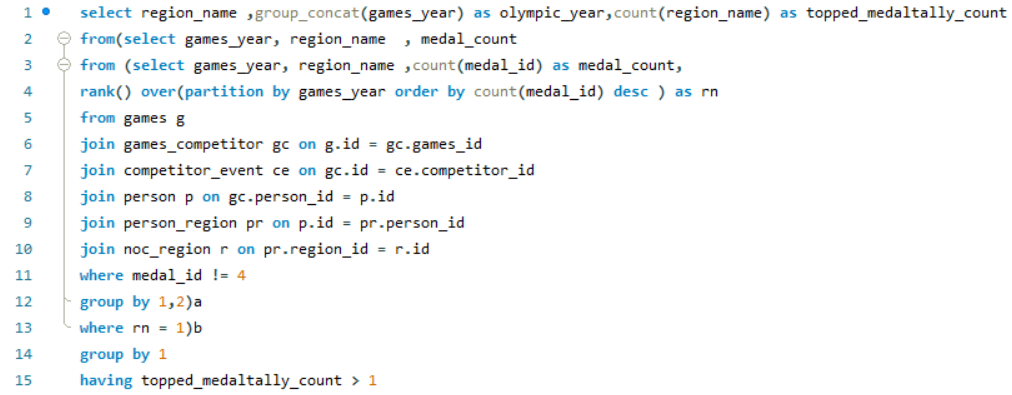 1 select region_name ,group_concat(games_year) as olympic_year,count(region_name) as topped_medaltally_count
2 from(select games_year, region_name , medal_count
3 from (select games_year, region_name ,count(medal_id) as medal_count,
4 rank() over(partition by games_year order by count(medal_id) desc ) as rn
5 from games g
6 join games_competitor gc on g.id = gc.games_id
7 join competitor_event ce on gc.id = ce.competitor_id
8 join person p on gc.person_id = p.id
9 join person_region pr on p.id = pr.person_id
10 join noc_region r on pr.region_id = r.id
11 where medal_id != 4
12 group by 1,2)a
13 where rn = 1)b
14 group by 1
15 having topped_medaltally_count > 1